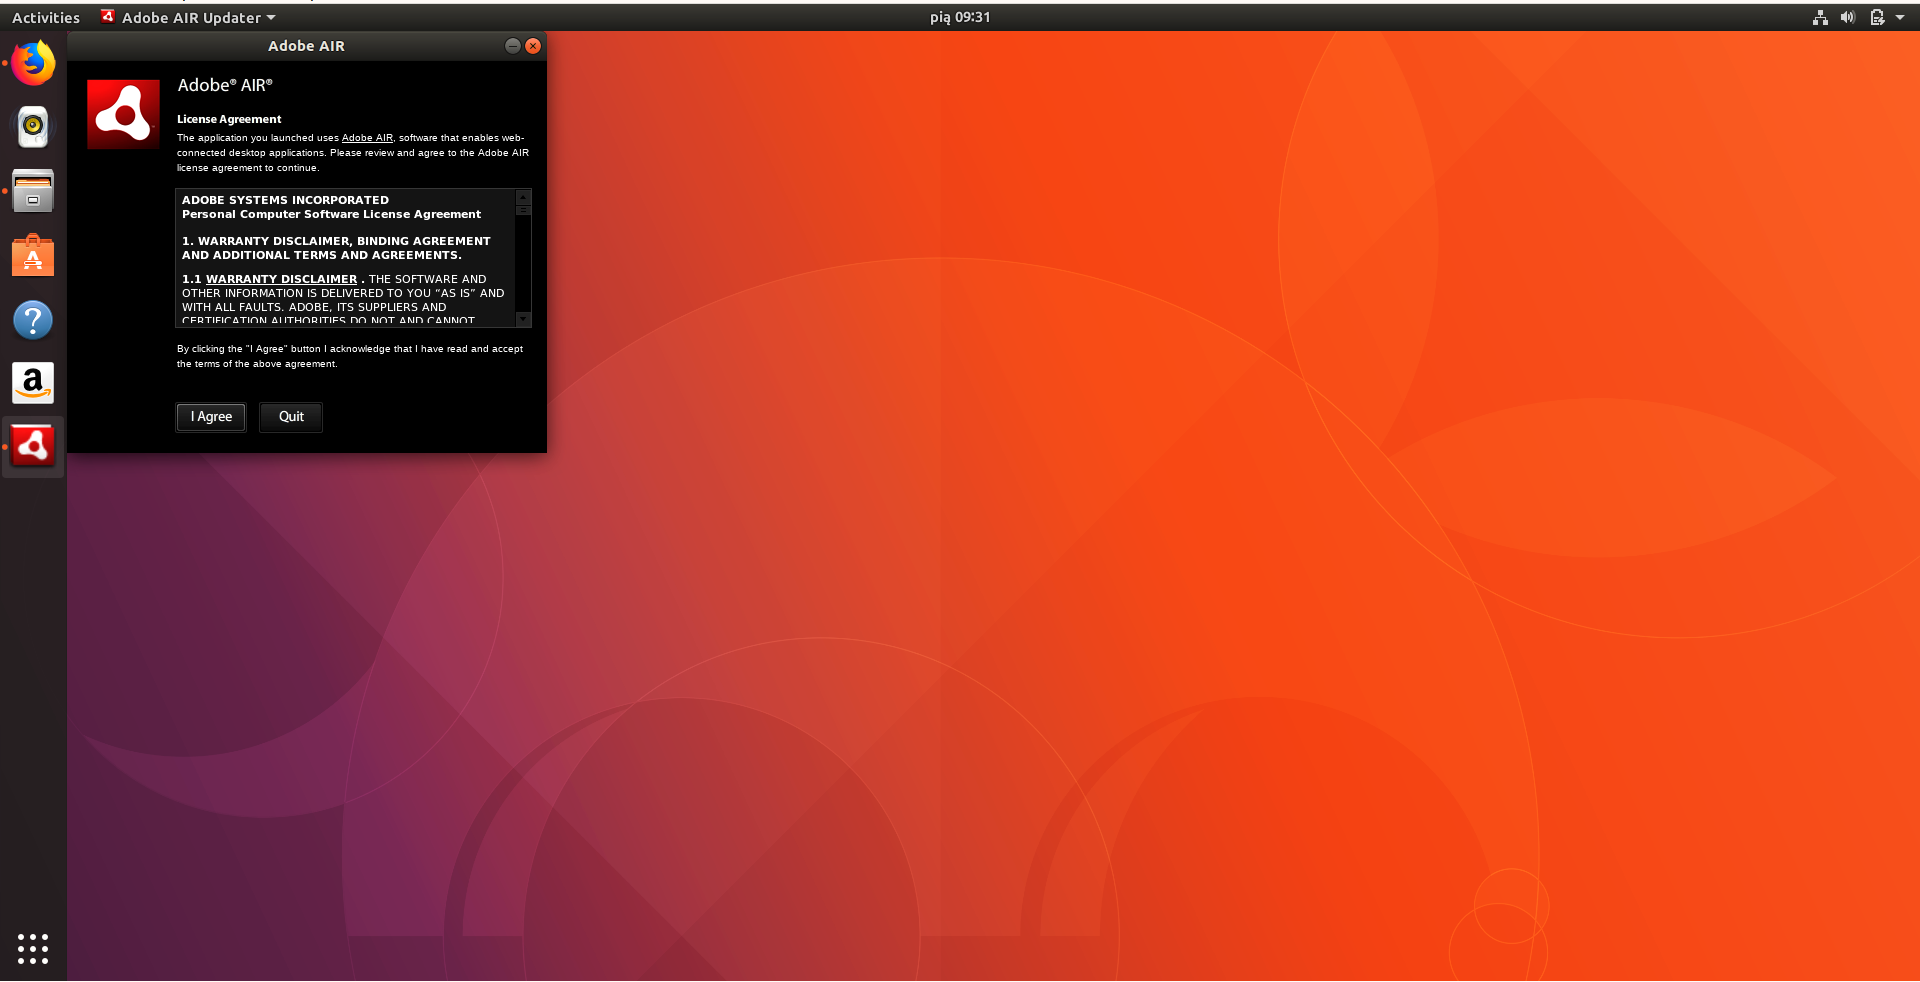 Activities Adobe AIR Updater pią 09:31
Adobe AIR
Adobe® AIR®
License Agreement
The application you launched uses Adobe AIR, software that enables web-
connected desktop applications. Please review and agree to the Adobe AIR
license agreement to continue.
ADOBE SYSTEMS INCORPORATED
Personal Computer Software License Agreement
1. WARRANTY DISCLAIMER, BINDING AGREEMENT
AND ADDITIONAL TERMS AND AGREEMENTS.
1.1 WARRANTY DISCLAIMER . THE SOFTWARE AND
OTHER INFORMATION IS DELIVERED TO YOU “AS IS” AND
WITH ALL FAULTS. ADOBE, ITS SUPPLIERS AND
CERTIFICATION AUTHORITIES DO NOT AND CANNOT
By clicking the "I Agree" button I acknowledge that I have read and accept
the terms of the above agreement.
I Agree Quit